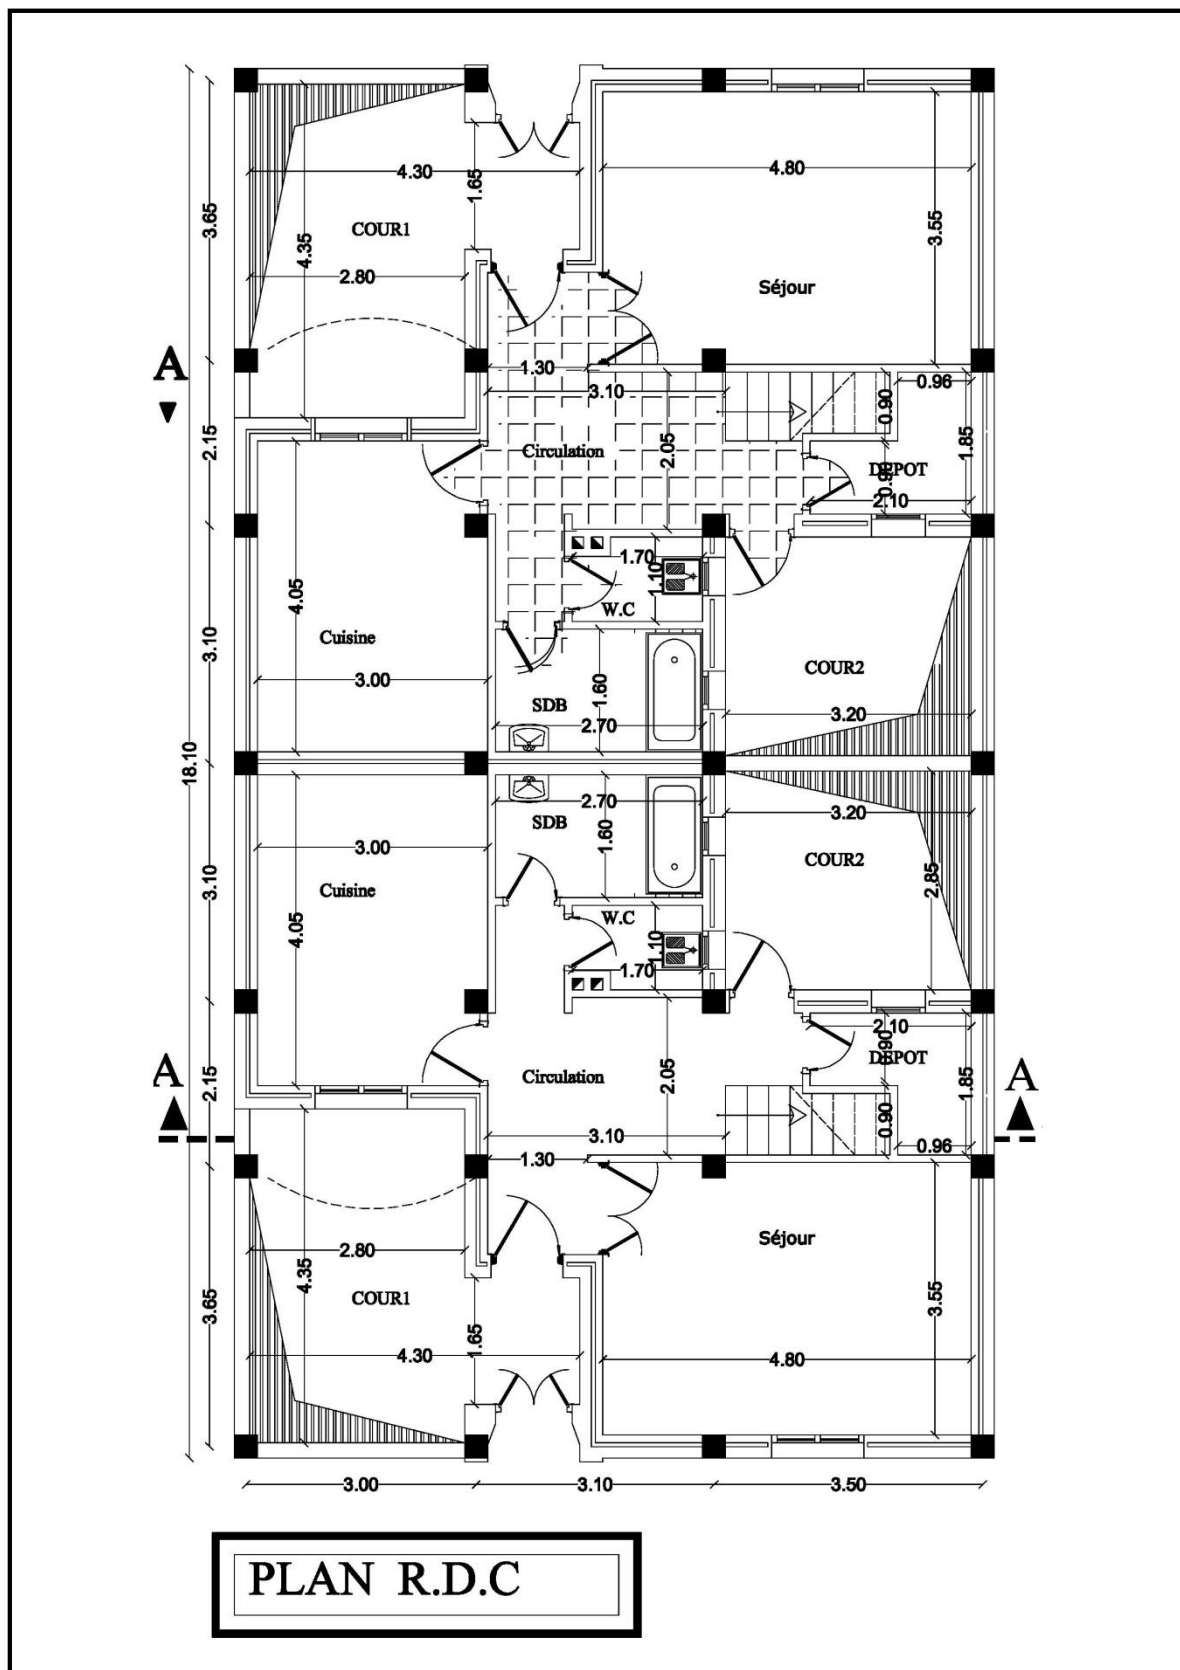 4.30
4.80
1.65
3.65
COUR1
4.35
3.55
2.80
Séjour
A
1.30
0.96
3.10
0.90
2.15
Circulation
2.05
1.85
DEPOT
0.90
2.10
1.70
1.10
W.C
4.05
3.10
Cuisine
COUR2
3.00
1.60
SDB
3.20
2.70
18.10
2.70
3.20
SDB
1.60
3.00
COUR2
Cuisine
2.85
3.10
4.05
W.C
1.10
1.70
2.10
0.90
DEPOT
2.05
1.85
A
Circulation
A
2.15
0.90
3.10
0.96
1.30
Séjour
2.80
4.35
COUR1
3.55
3.65
1.65
4.30
4.80
3.00
3.10
3.50
PLAN R.D.C